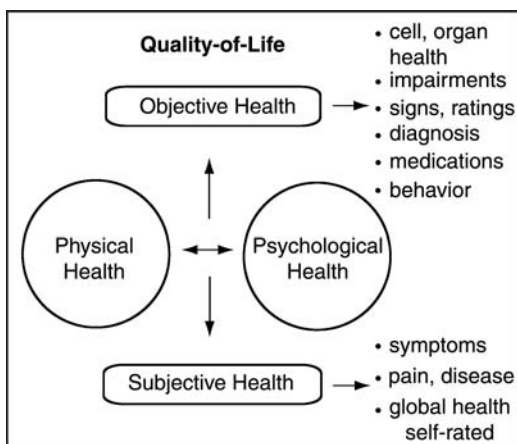 Quality-of-Life
Objective Health
• cell, organ
health
• impairments
• signs, ratings
• diagnosis
• medications
• behavior
Physical
Health
Psychological
Health
Subjective Health
• symptoms
• pain, disease
• global health
self-rated